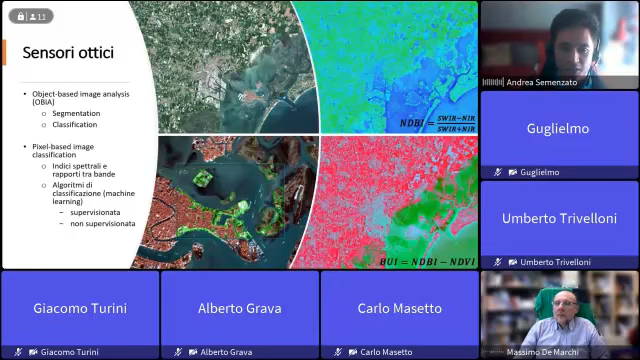 11
Sensori ottici
• Object-based image analysis
(OBIA)
o Segmentation
o Classification
• Pixel-based image
classification
o Indici spettrali e
rapporti tra bande
o Algoritmi di
classificazione (machine
learning)
– supervisionata
– non supervisionata
NDBI = SWIR−NIR / SWIR+NIR
BUI = NDBI − NDVI
Andrea Semenzato
Guglielmo
Guglielmo
Umberto Trivelloni
Umberto Trivelloni
Giacomo Turini
Giacomo Turini
Alberto Grava
Alberto Grava
Carlo Masetto
Carlo Masetto
Massimo De Marchi